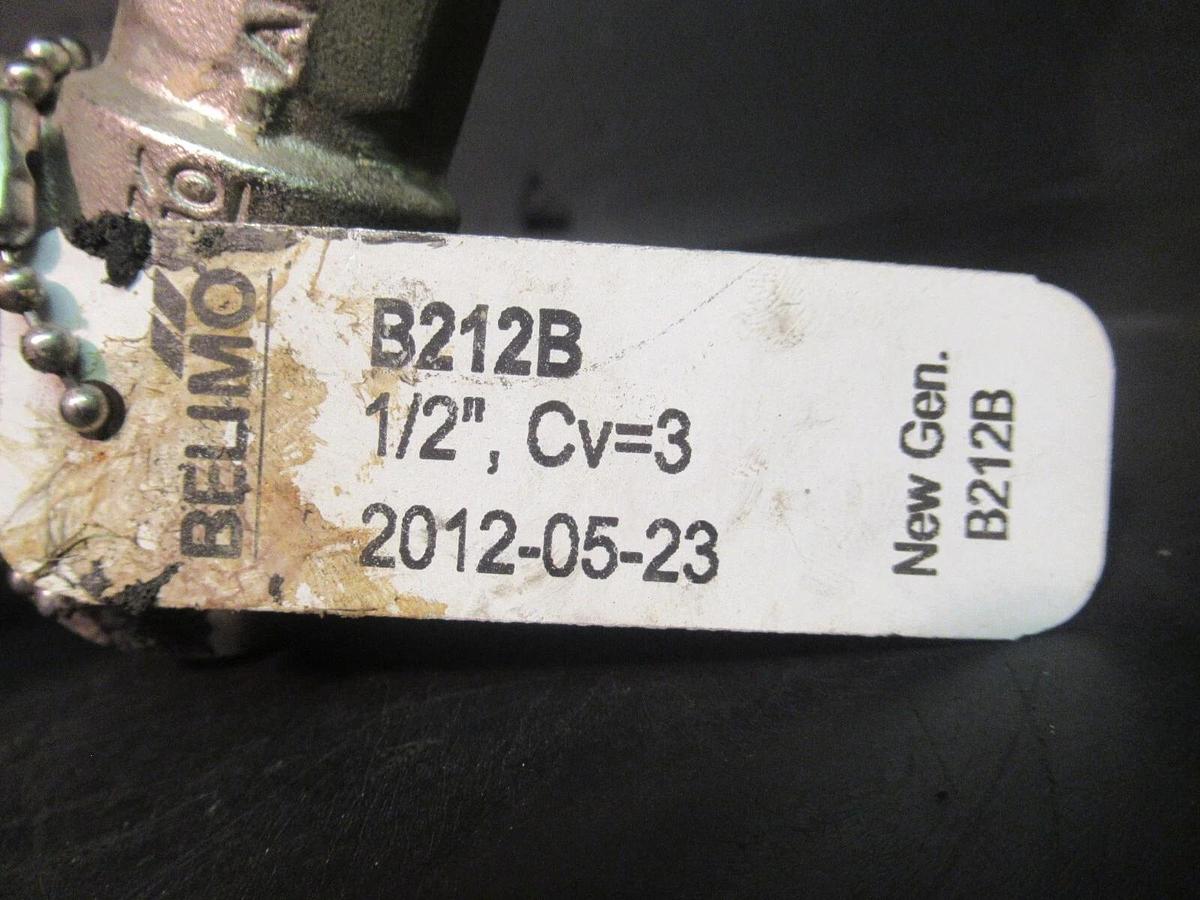 BELIMO
B212B
1/2", Cv=3
2012-05-23
New Gen.
B212B